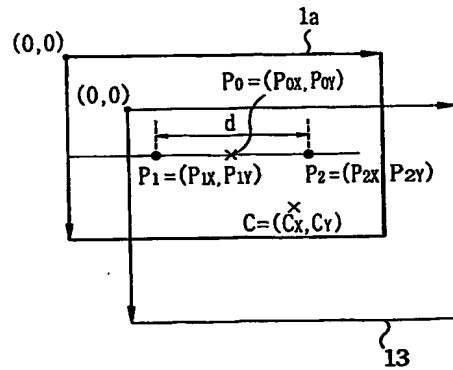 1a
(0,0)
P0=(P0X,P0Y)
(0,0)
d
P1=(P1X,P1Y)
P2=(P2X,P2Y)
×
C=(CX,CY)
13